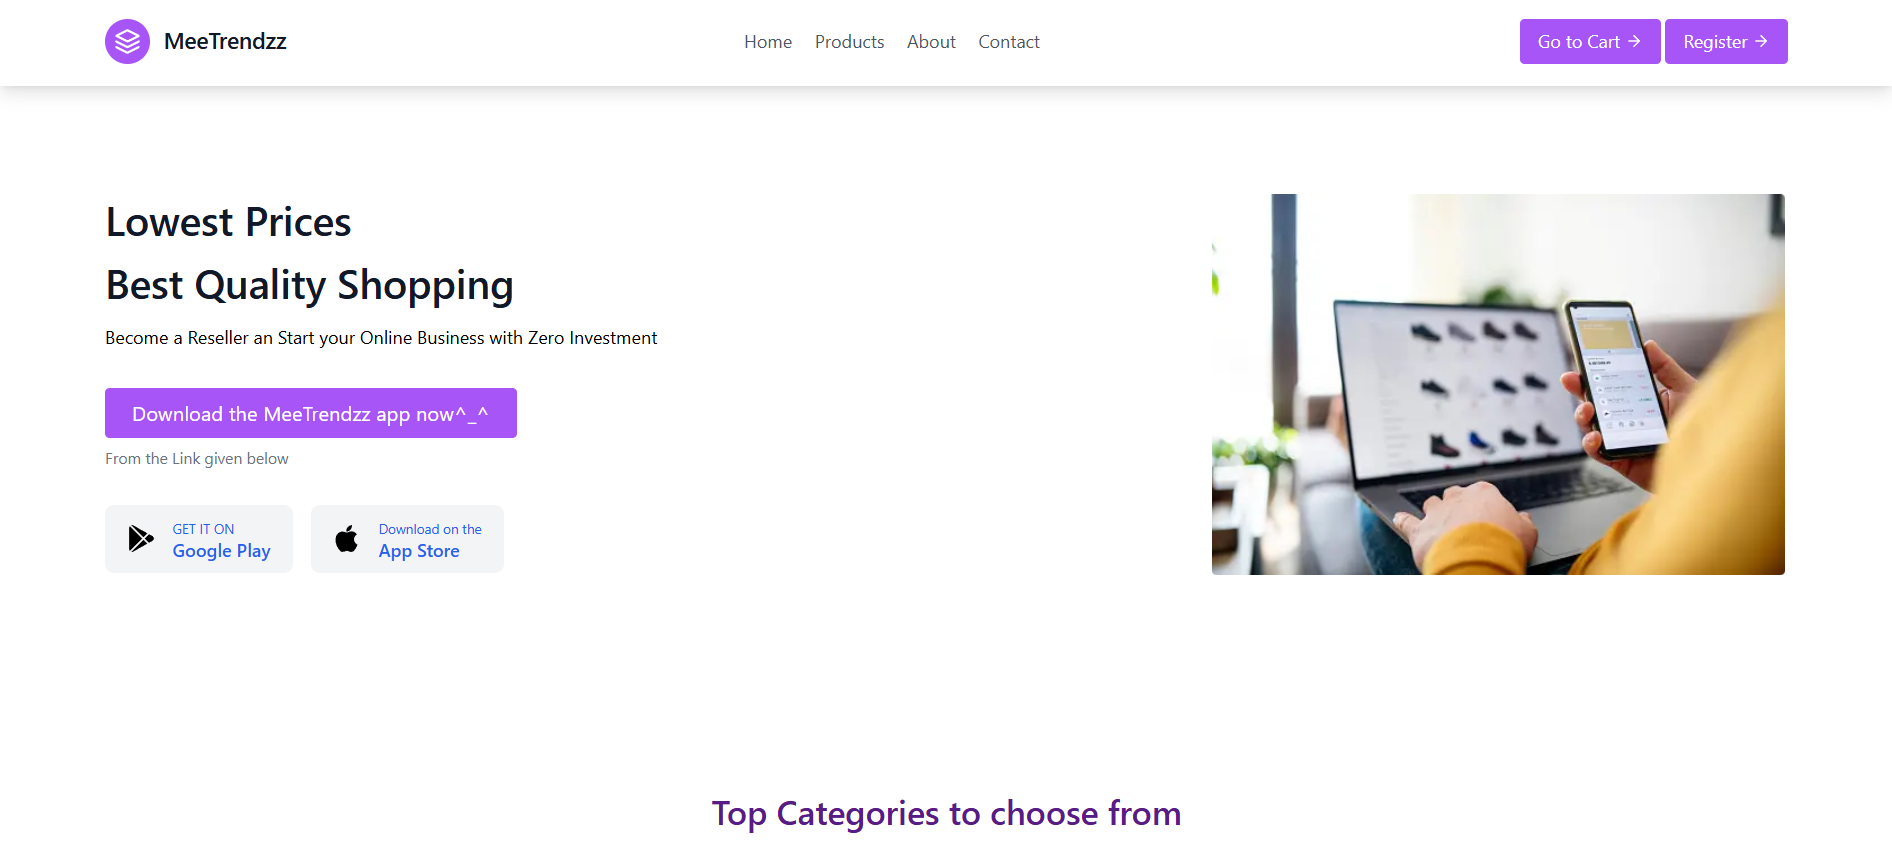 MeeTrendzz
Home Products About Contact
Go to Cart → Register →
Lowest Prices
Best Quality Shopping
Become a Reseller an Start your Online Business with Zero Investment
Download the MeeTrendzz app now^_^
From the Link given below
GET IT ON
Google Play
Download on the
App Store
Top Categories to choose from